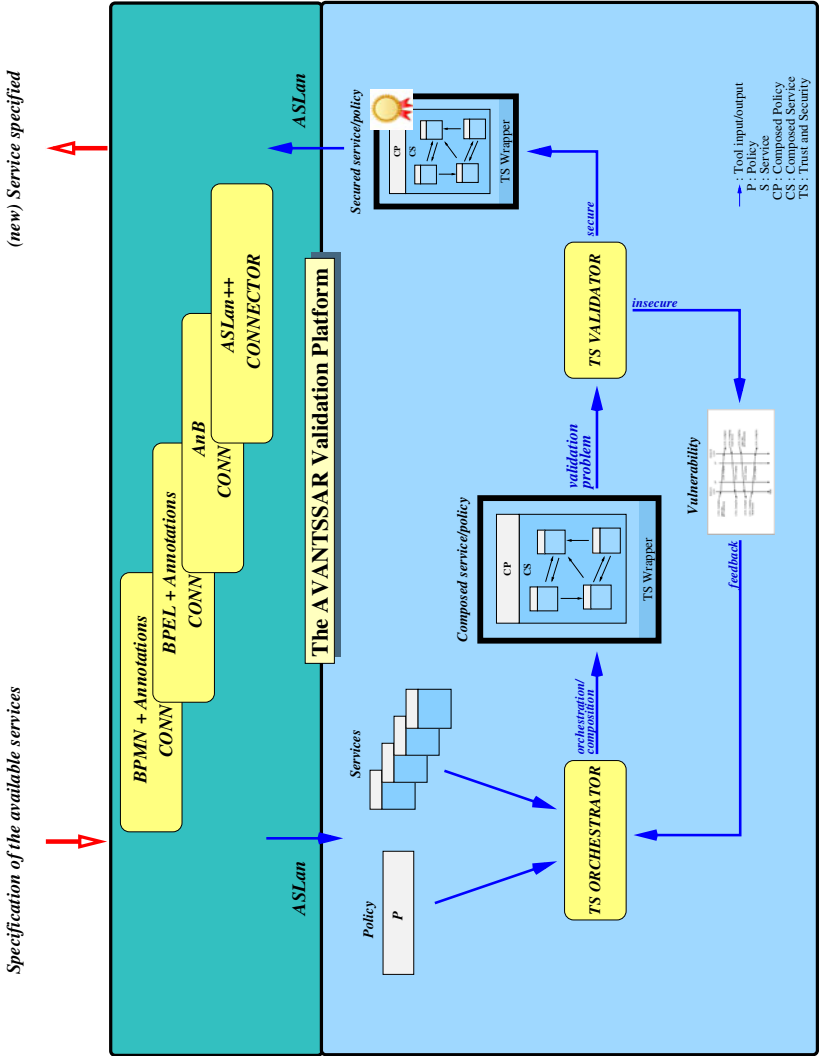 Specification of the available services
(new) Service specified
BPMN + Annotations
CONN
BPEL + Annotations
CONN
AnB
CONN
ASLan++
CONNECTOR
ASLan
ASLan
The AVANTSSAR Validation Platform
Policy
P
Services
TS ORCHESTRATOR
orchestration/
composition
Composed service/policy
CP
CS
TS Wrapper
validation
problem
TS VALIDATOR
secure
insecure
Secured service/policy
CP
CS
TS Wrapper
Vulnerability
feedback
: Tool input/output
P : Policy
S : Service
CP : Composed Policy
CS : Composed Service
TS : Trust and Security